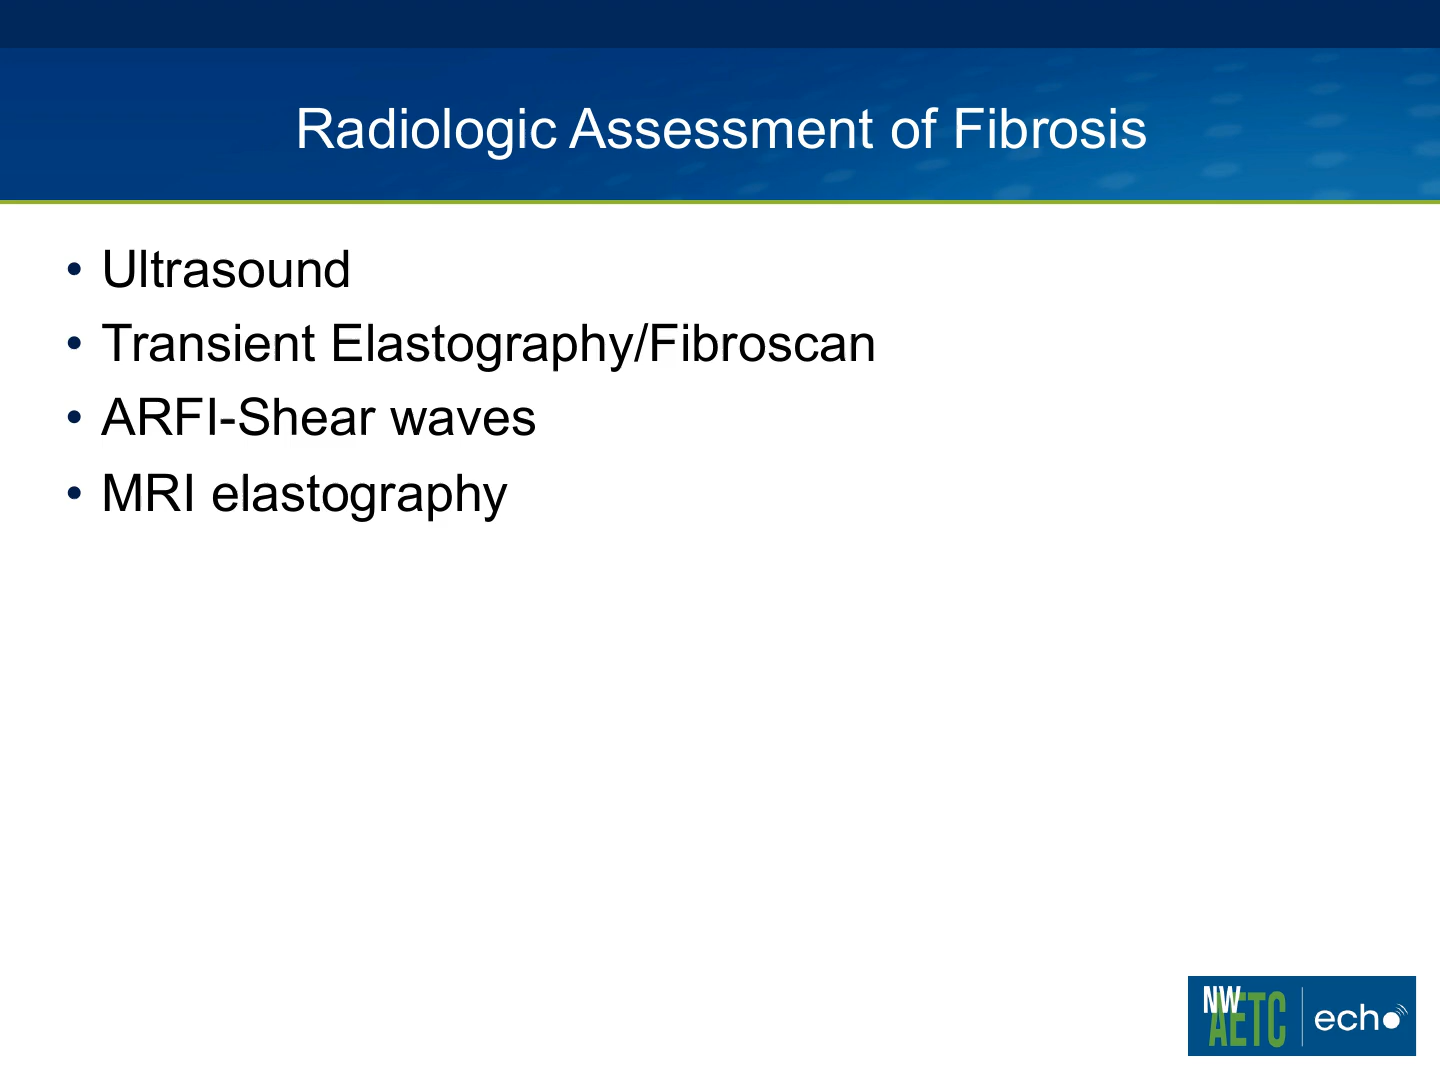 Radiologic Assessment of Fibrosis
• Ultrasound
• Transient Elastography/Fibroscan
• ARFI-Shear waves
• MRI elastography
NW
AETC
echo